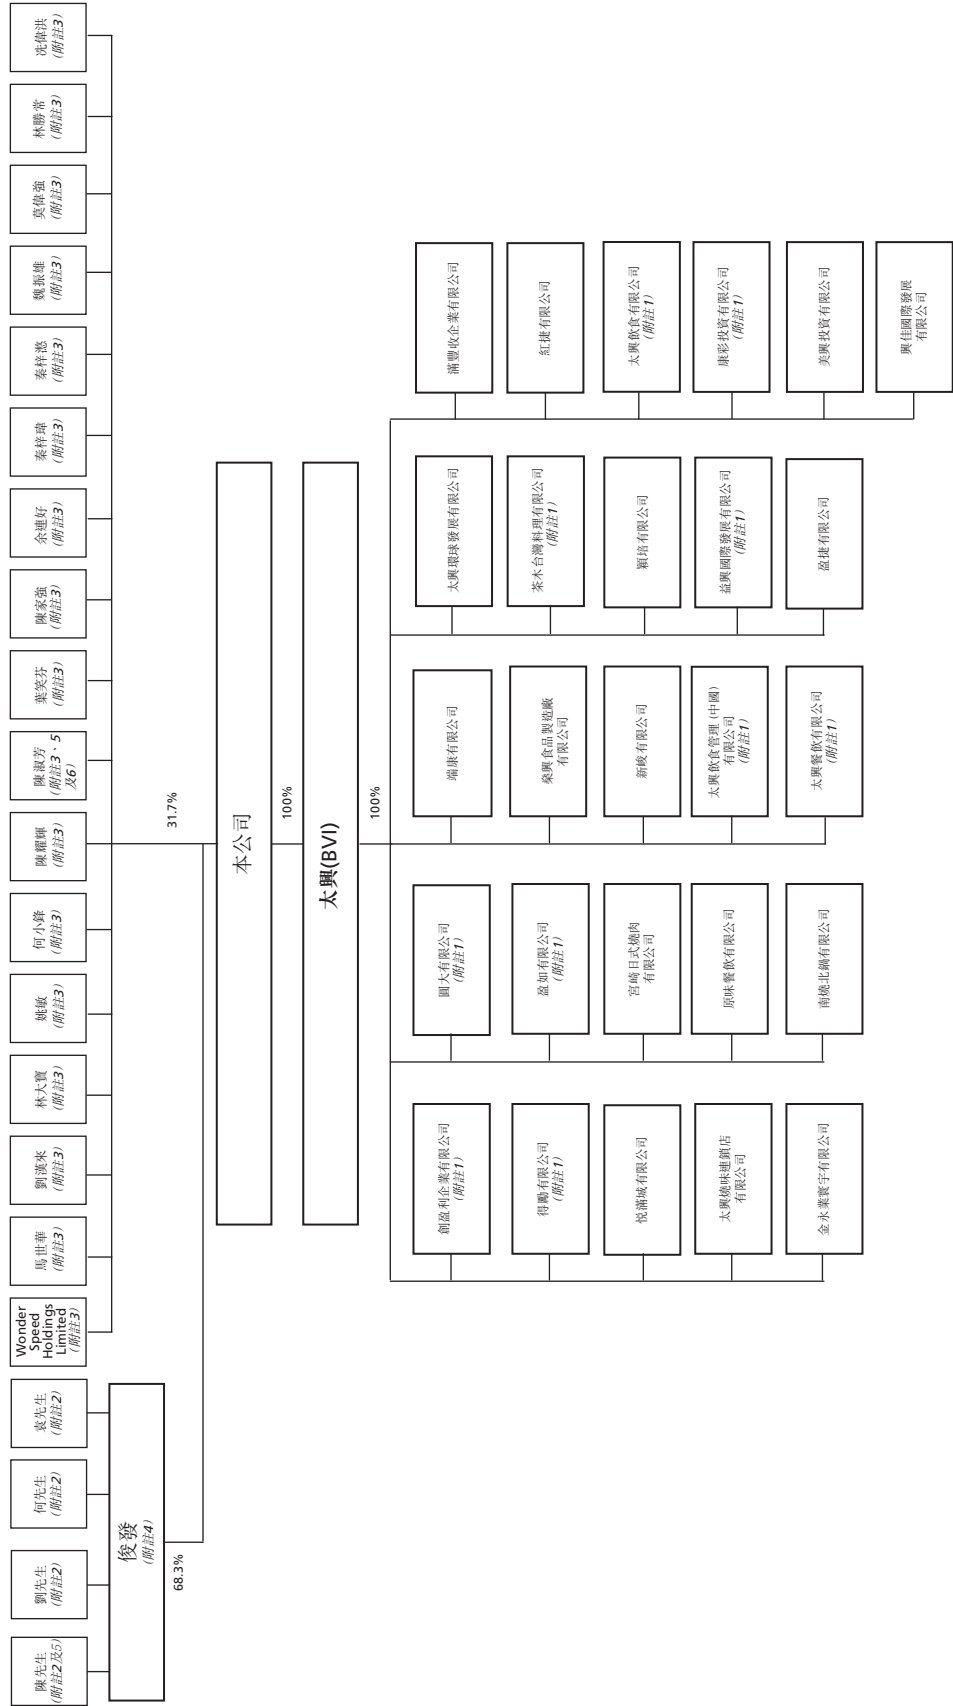 陳先生
(附註2及5)
劉先生
(附註2)
何先生
(附註2)
袁先生
(附註2)
Wonder
Speed
Holdings
Limited
(附註3)
馬世華
(附註3)
劉漢來
(附註3)
林大寶
(附註3)
姚敏
(附註3)
何小鋒
(附註3)
陳耀輝
(附註3)
陳淑芳
(附註3、5
及6)
葉笑芬
(附註3)
陳家強
(附註3)
余連好
(附註3)
秦梓瑋
(附註3)
秦梓滺
(附註3)
魏振雄
(附註3)
莫偉強
(附註3)
林勝常
(附註3)
冼偉洪
(附註3)
俊發
(附註4)
68.3%
31.7%
本公司
100%
太興(BVI)
100%
創盈利企業有限公司
(附註1)
圓大有限公司
(附註1)
端康有限公司
太興環球發展有限公司
滿豐收企業有限公司
得勵有限公司
(附註1)
盈如有限公司
(附註1)
燊興食品製造廠
有限公司
茶木台灣料理有限公司
(附註1)
紅捷有限公司
悦滿城有限公司
宮崎日式燒肉
有限公司
新峻有限公司
穎培有限公司
太興飲食有限公司
(附註1)
太興燒味連鎖店
有限公司
原味餐飲有限公司
太興飲食管理(中國)
有限公司
(附註1)
益興國際發展有限公司
(附註1)
康彩投資有限公司
(附註1)
金永業寰宇有限公司
南燒北鍋有限公司
太興餐飲有限公司
(附註1)
盈捷有限公司
美興投資有限公司
興佳國際發展
有限公司